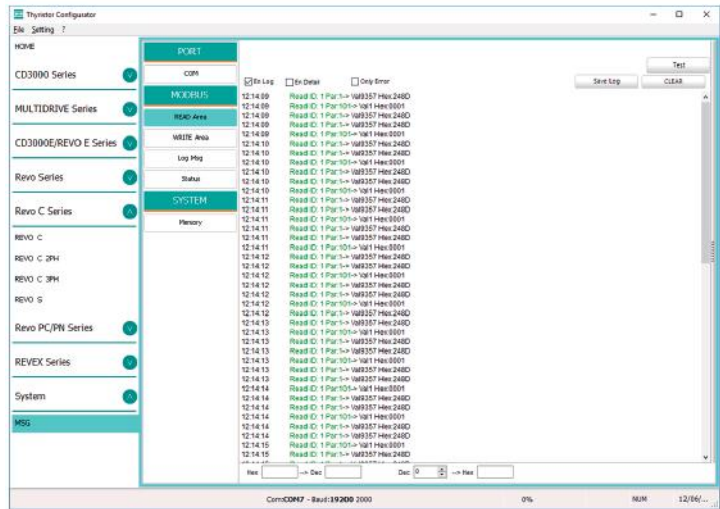 Thyristor Configurator
File Setting ?
HOME
CD3000 Series
MULTIDRIVE Series
CD3000E/REVO E Series
Revo Series
Revo C Series
REVO C
REVO C 2PH
REVO C 3PH
REVO S
Revo PC/PN Series
REVEX Series
System
MSG
PORT
COM
MODBUS
READ Area
WRITE Area
Log Msg
Status
SYSTEM
Memory
Test
En Log En Detail Only Error Save Log CLEAR
12:14:09 Read ID: 1 Par:1-> Val9357 Hex:248D
12:14:09 Read ID: 1 Par:101-> Val1 Hex:0001
12:14:09 Read ID: 1 Par:1-> Val9357 Hex:248D
12:14:09 Read ID: 1 Par:1-> Val9357 Hex:248D
12:14:09 Read ID: 1 Par:101-> Val1 Hex:0001
12:14:10 Read ID: 1 Par:1-> Val9357 Hex:248D
12:14:10 Read ID: 1 Par:1-> Val9357 Hex:248D
12:14:10 Read ID: 1 Par:101-> Val1 Hex:0001
12:14:10 Read ID: 1 Par:1-> Val9357 Hex:248D
12:14:10 Read ID: 1 Par:1-> Val9357 Hex:248D
12:14:10 Read ID: 1 Par:101-> Val1 Hex:0001
12:14:11 Read ID: 1 Par:1-> Val9357 Hex:248D
12:14:11 Read ID: 1 Par:1-> Val9357 Hex:248D
12:14:11 Read ID: 1 Par:101-> Val1 Hex:0001
12:14:11 Read ID: 1 Par:1-> Val9357 Hex:248D
12:14:11 Read ID: 1 Par:1-> Val9357 Hex:248D
12:14:11 Read ID: 1 Par:101-> Val1 Hex:0001
12:14:12 Read ID: 1 Par:1-> Val9357 Hex:248D
12:14:12 Read ID: 1 Par:1-> Val9357 Hex:248D
12:14:12 Read ID: 1 Par:101-> Val1 Hex:0001
12:14:12 Read ID: 1 Par:1-> Val9357 Hex:248D
12:14:12 Read ID: 1 Par:1-> Val9357 Hex:248D
12:14:12 Read ID: 1 Par:101-> Val1 Hex:0001
12:14:12 Read ID: 1 Par:1-> Val9357 Hex:248D
12:14:13 Read ID: 1 Par:1-> Val9357 Hex:248D
12:14:13 Read ID: 1 Par:101-> Val1 Hex:0001
12:14:13 Read ID: 1 Par:1-> Val9357 Hex:248D
12:14:13 Read ID: 1 Par:1-> Val9357 Hex:248D
12:14:13 Read ID: 1 Par:101-> Val1 Hex:0001
12:14:13 Read ID: 1 Par:1-> Val9357 Hex:248D
12:14:13 Read ID: 1 Par:1-> Val9357 Hex:248D
12:14:14 Read ID: 1 Par:101-> Val1 Hex:0001
12:14:14 Read ID: 1 Par:1-> Val9357 Hex:248D
12:14:14 Read ID: 1 Par:1-> Val9357 Hex:248D
12:14:14 Read ID: 1 Par:101-> Val1 Hex:0001
12:14:14 Read ID: 1 Par:1-> Val9357 Hex:248D
12:14:14 Read ID: 1 Par:1-> Val9357 Hex:248D
12:14:15 Read ID: 1 Par:101-> Val1 Hex:0001
12:14:15 Read ID: 1 Par:1-> Val9357 Hex:248D
Hex --> Dec Dec 0 --> Hex
Com:COM7 - Baud:19200 2000 0% NUM 12/06/...